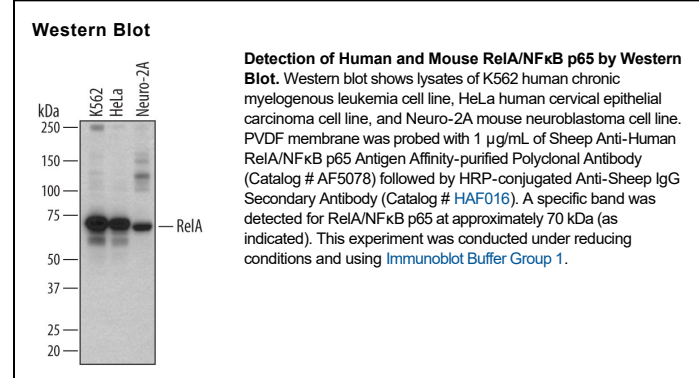 Western Blot
K562
HeLa
Neuro-2A
kDa
250
150
100
75
50
37
25
20
RelA
Detection of Human and Mouse RelA/NFκB p65 by Western
Blot. Western blot shows lysates of K562 human chronic
myelogenous leukemia cell line, HeLa human cervical epithelial
carcinoma cell line, and Neuro-2A mouse neuroblastoma cell line.
PVDF membrane was probed with 1 µg/mL of Sheep Anti-Human
RelA/NFκB p65 Antigen Affinity-purified Polyclonal Antibody
(Catalog # AF5078) followed by HRP-conjugated Anti-Sheep IgG
Secondary Antibody (Catalog # HAF016). A specific band was
detected for RelA/NFκB p65 at approximately 70 kDa (as
indicated). This experiment was conducted under reducing
conditions and using Immunoblot Buffer Group 1.